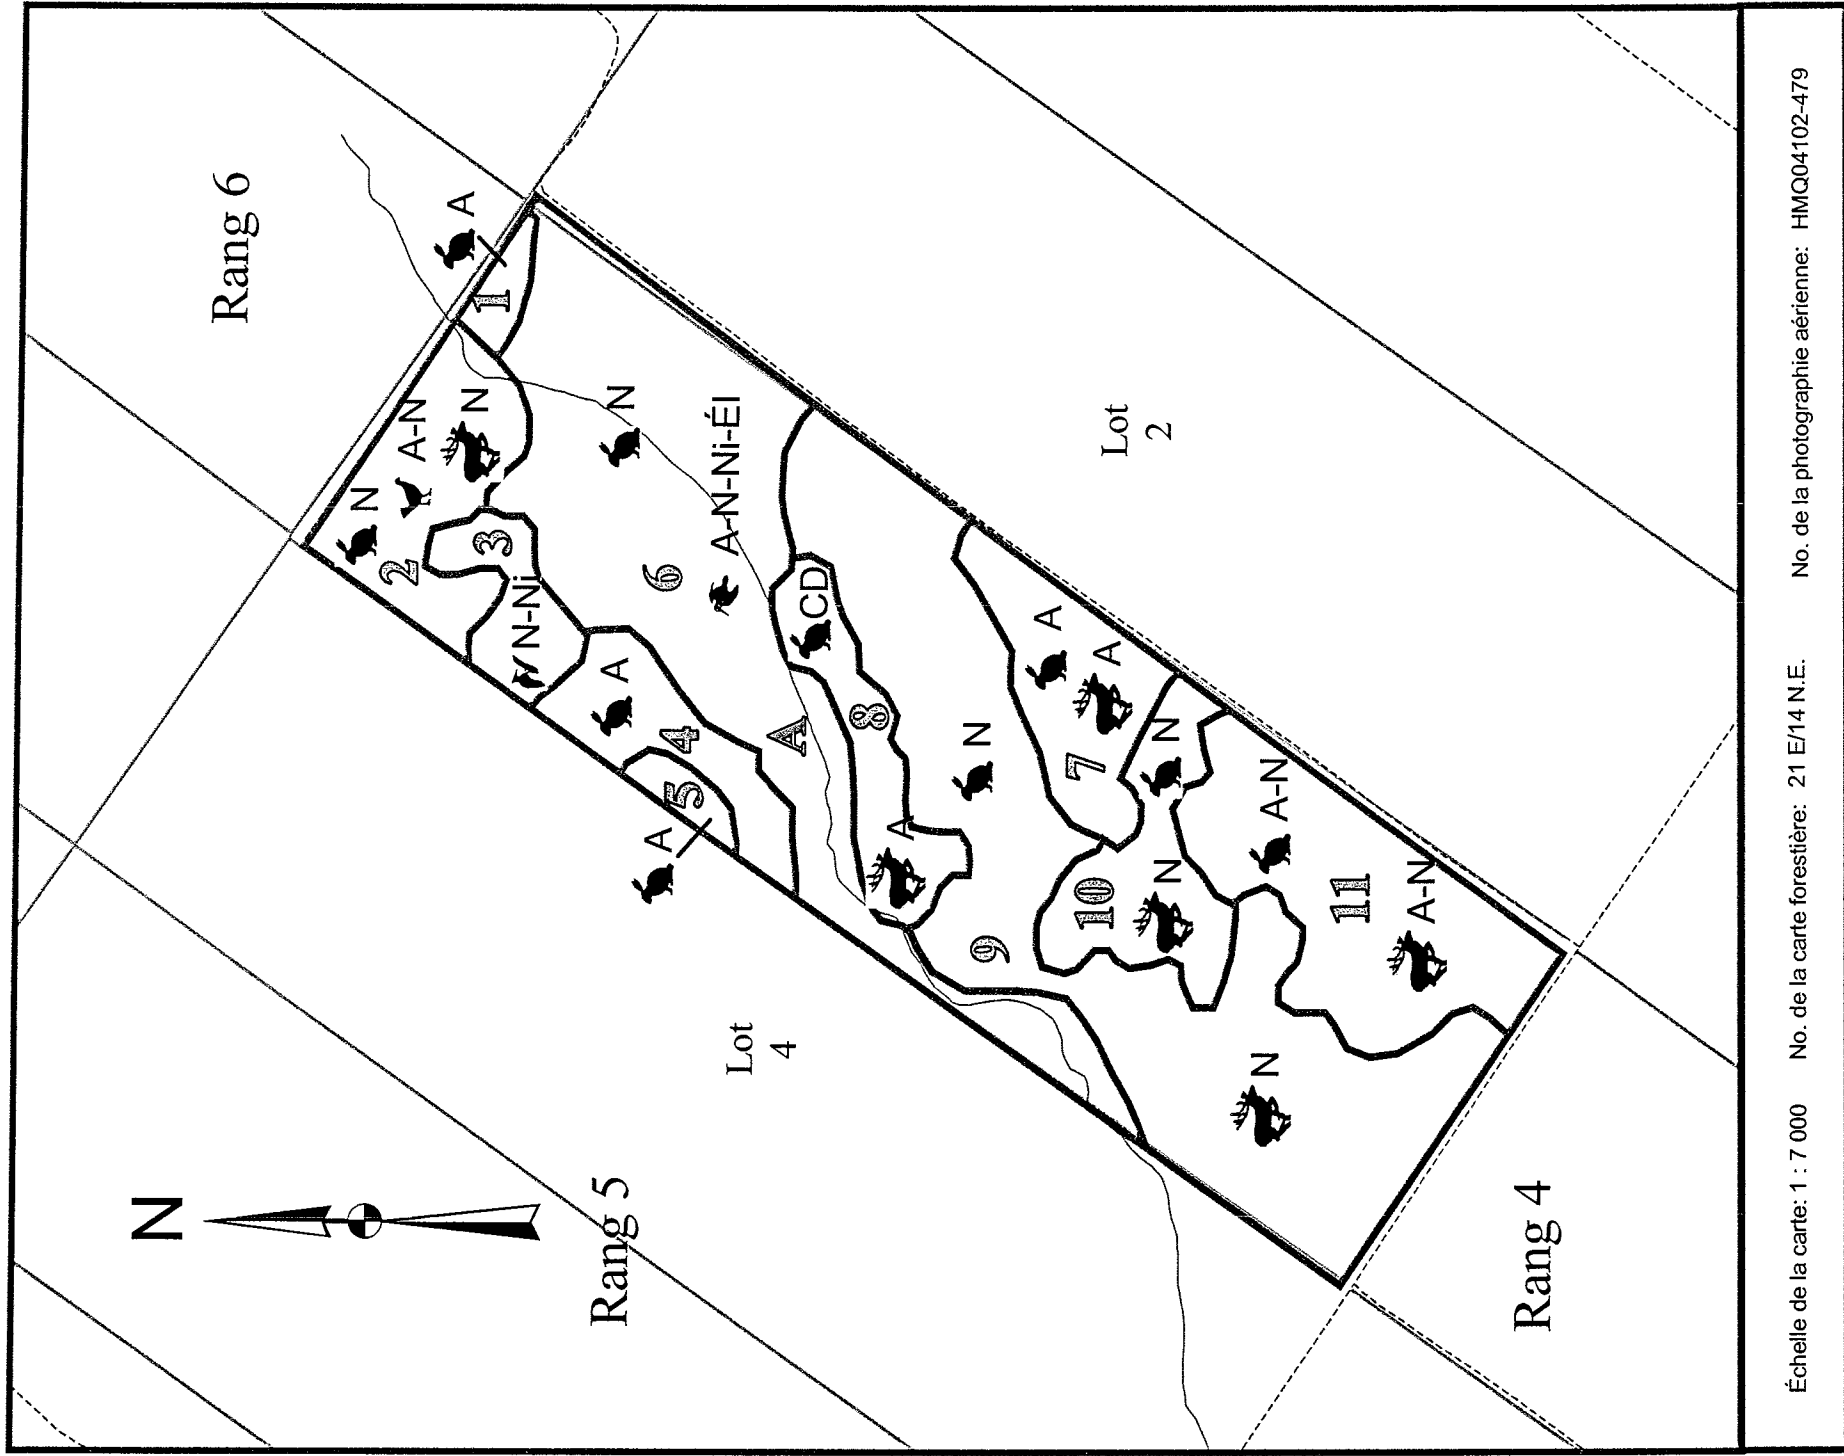 N
Rang 6
A
1
N
A-N
N
2
3
N-Ni
N
6
A-N-Ni-Él
A
4
5
A
A
CD
8
A
N
9
A
A
7
N
10
N
A-N
11
A-N
N
Lot
2
Lot
4
Rang 5
Rang 4
Échelle de la carte: 1 : 7 000 No. de la carte forestière: 21 E/14 N.E. No. de la photographie aérienne: HMQ04102-479